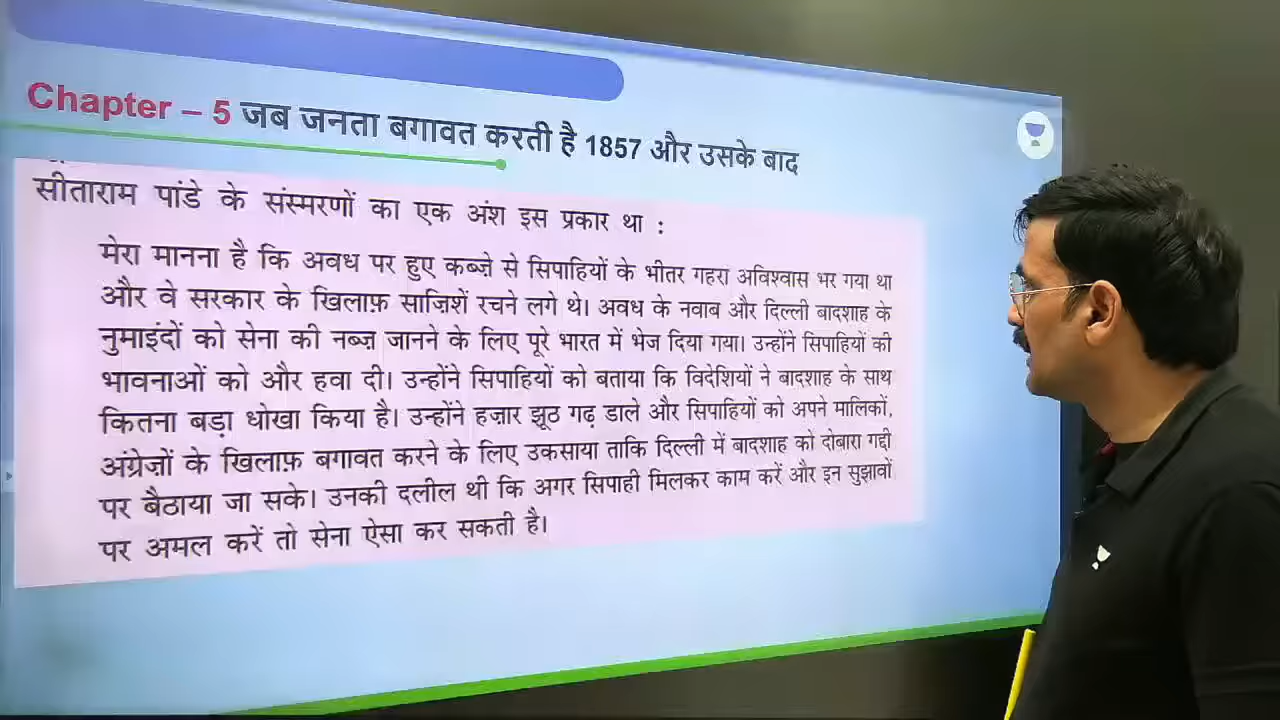 Chapter – 5 जब जनता बगावत करती है 1857 और उसके बाद
सीताराम पांडे के संस्मरणों का एक अंश इस प्रकार था :
मेरा मानना है कि अवध पर हुए कब्ज़े से सिपाहियों के भीतर गहरा अविश्वास भर गया था
और वे सरकार के खिलाफ़ साज़िशें रचने लगे थे। अवध के नवाब और दिल्ली बादशाह के
नुमाइंदों को सेना की नब्ज़ जानने के लिए पूरे भारत में भेज दिया गया। उन्होंने सिपाहियों की
भावनाओं को और हवा दी। उन्होंने सिपाहियों को बताया कि विदेशियों ने बादशाह के साथ
कितना बड़ा धोखा किया है। उन्होंने हज़ार झूठ गढ़ डाले और सिपाहियों को अपने मालिकों,
अंग्रेज़ों के खिलाफ़ बगावत करने के लिए उकसाया ताकि दिल्ली में बादशाह को दोबारा गद्दी
पर बैठाया जा सके। उनकी दलील थी कि अगर सिपाही मिलकर काम करें और इन सुझावों
पर अमल करें तो सेना ऐसा कर सकती है।